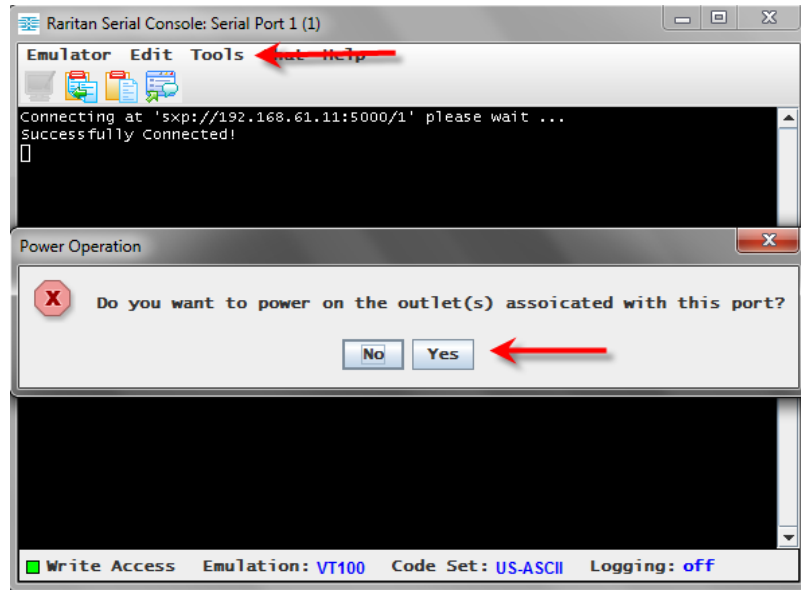 Raritan Serial Console: Serial Port 1 (1)
Emulator Edit Tools Chat Help
Connecting at 'sxp://192.168.61.11:5000/1' please wait ...
Successfully Connected!
Power Operation
Do you want to power on the outlet(s) assoicated with this port?
No Yes
Write Access Emulation: VT100 Code Set: US-ASCII Logging: off